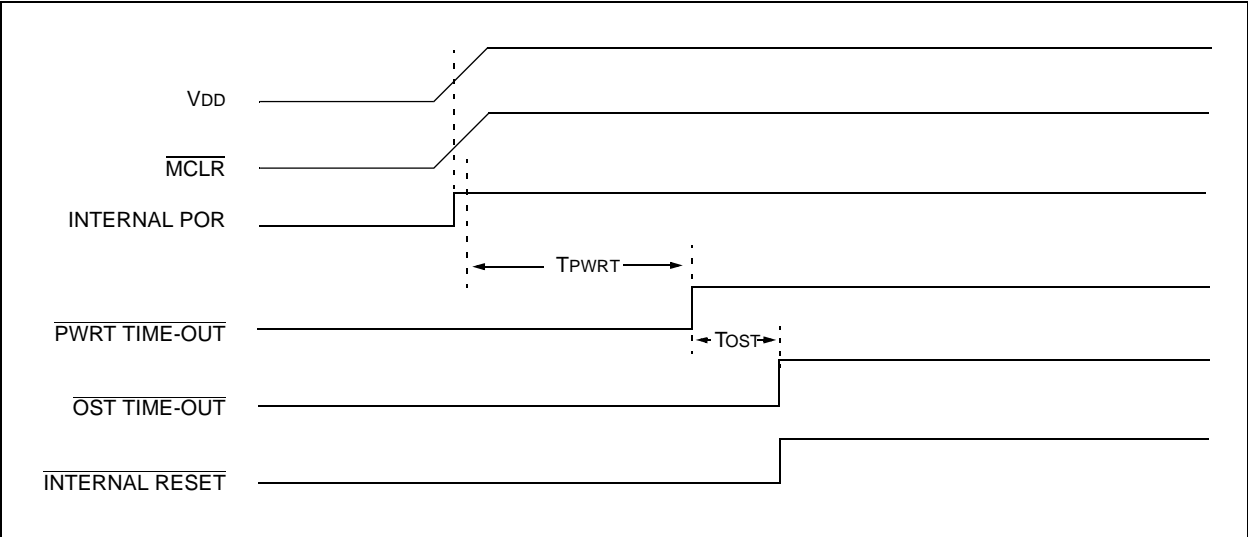 VDD
MCLR
INTERNAL POR
TPWRT
PWRT TIME-OUT
TOST
OST TIME-OUT
INTERNAL RESET